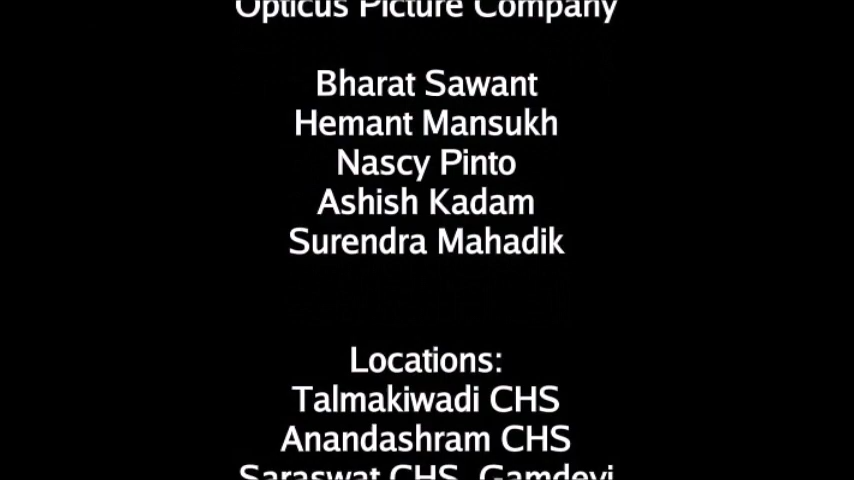 Opticus Picture Company
Bharat Sawant
Hemant Mansukh
Nascy Pinto
Ashish Kadam
Surendra Mahadik
Locations:
Talmakiwadi CHS
Anandashram CHS
Saraswat CHS, Gamdevi